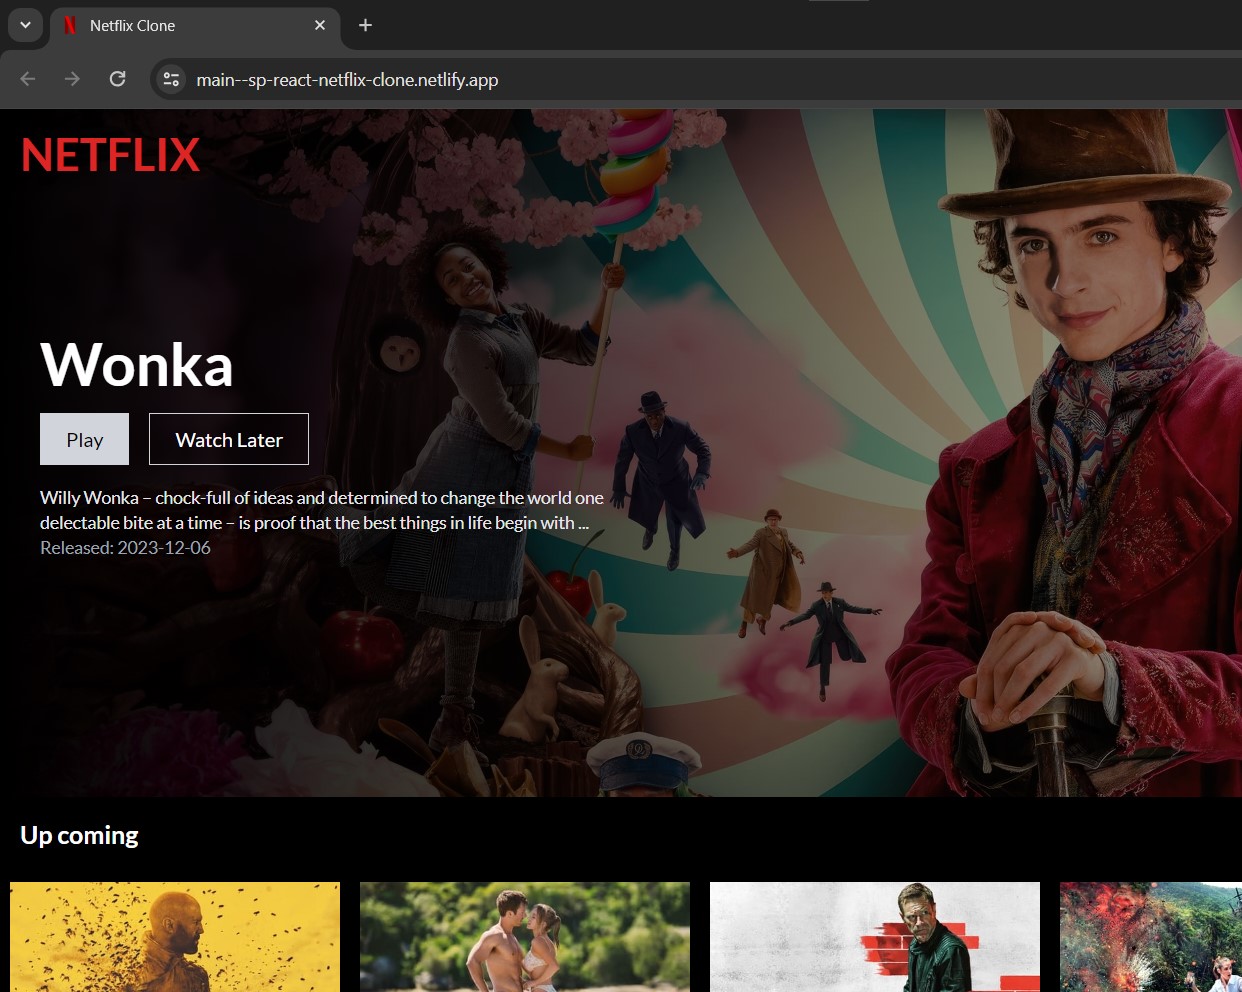 Netflix Clone
main--sp-react-netflix-clone.netlify.app
NETFLIX
Wonka
Play
Watch Later
Willy Wonka – chock-full of ideas and determined to change the world one
delectable bite at a time – is proof that the best things in life begin with ...
Released: 2023-12-06
Up coming